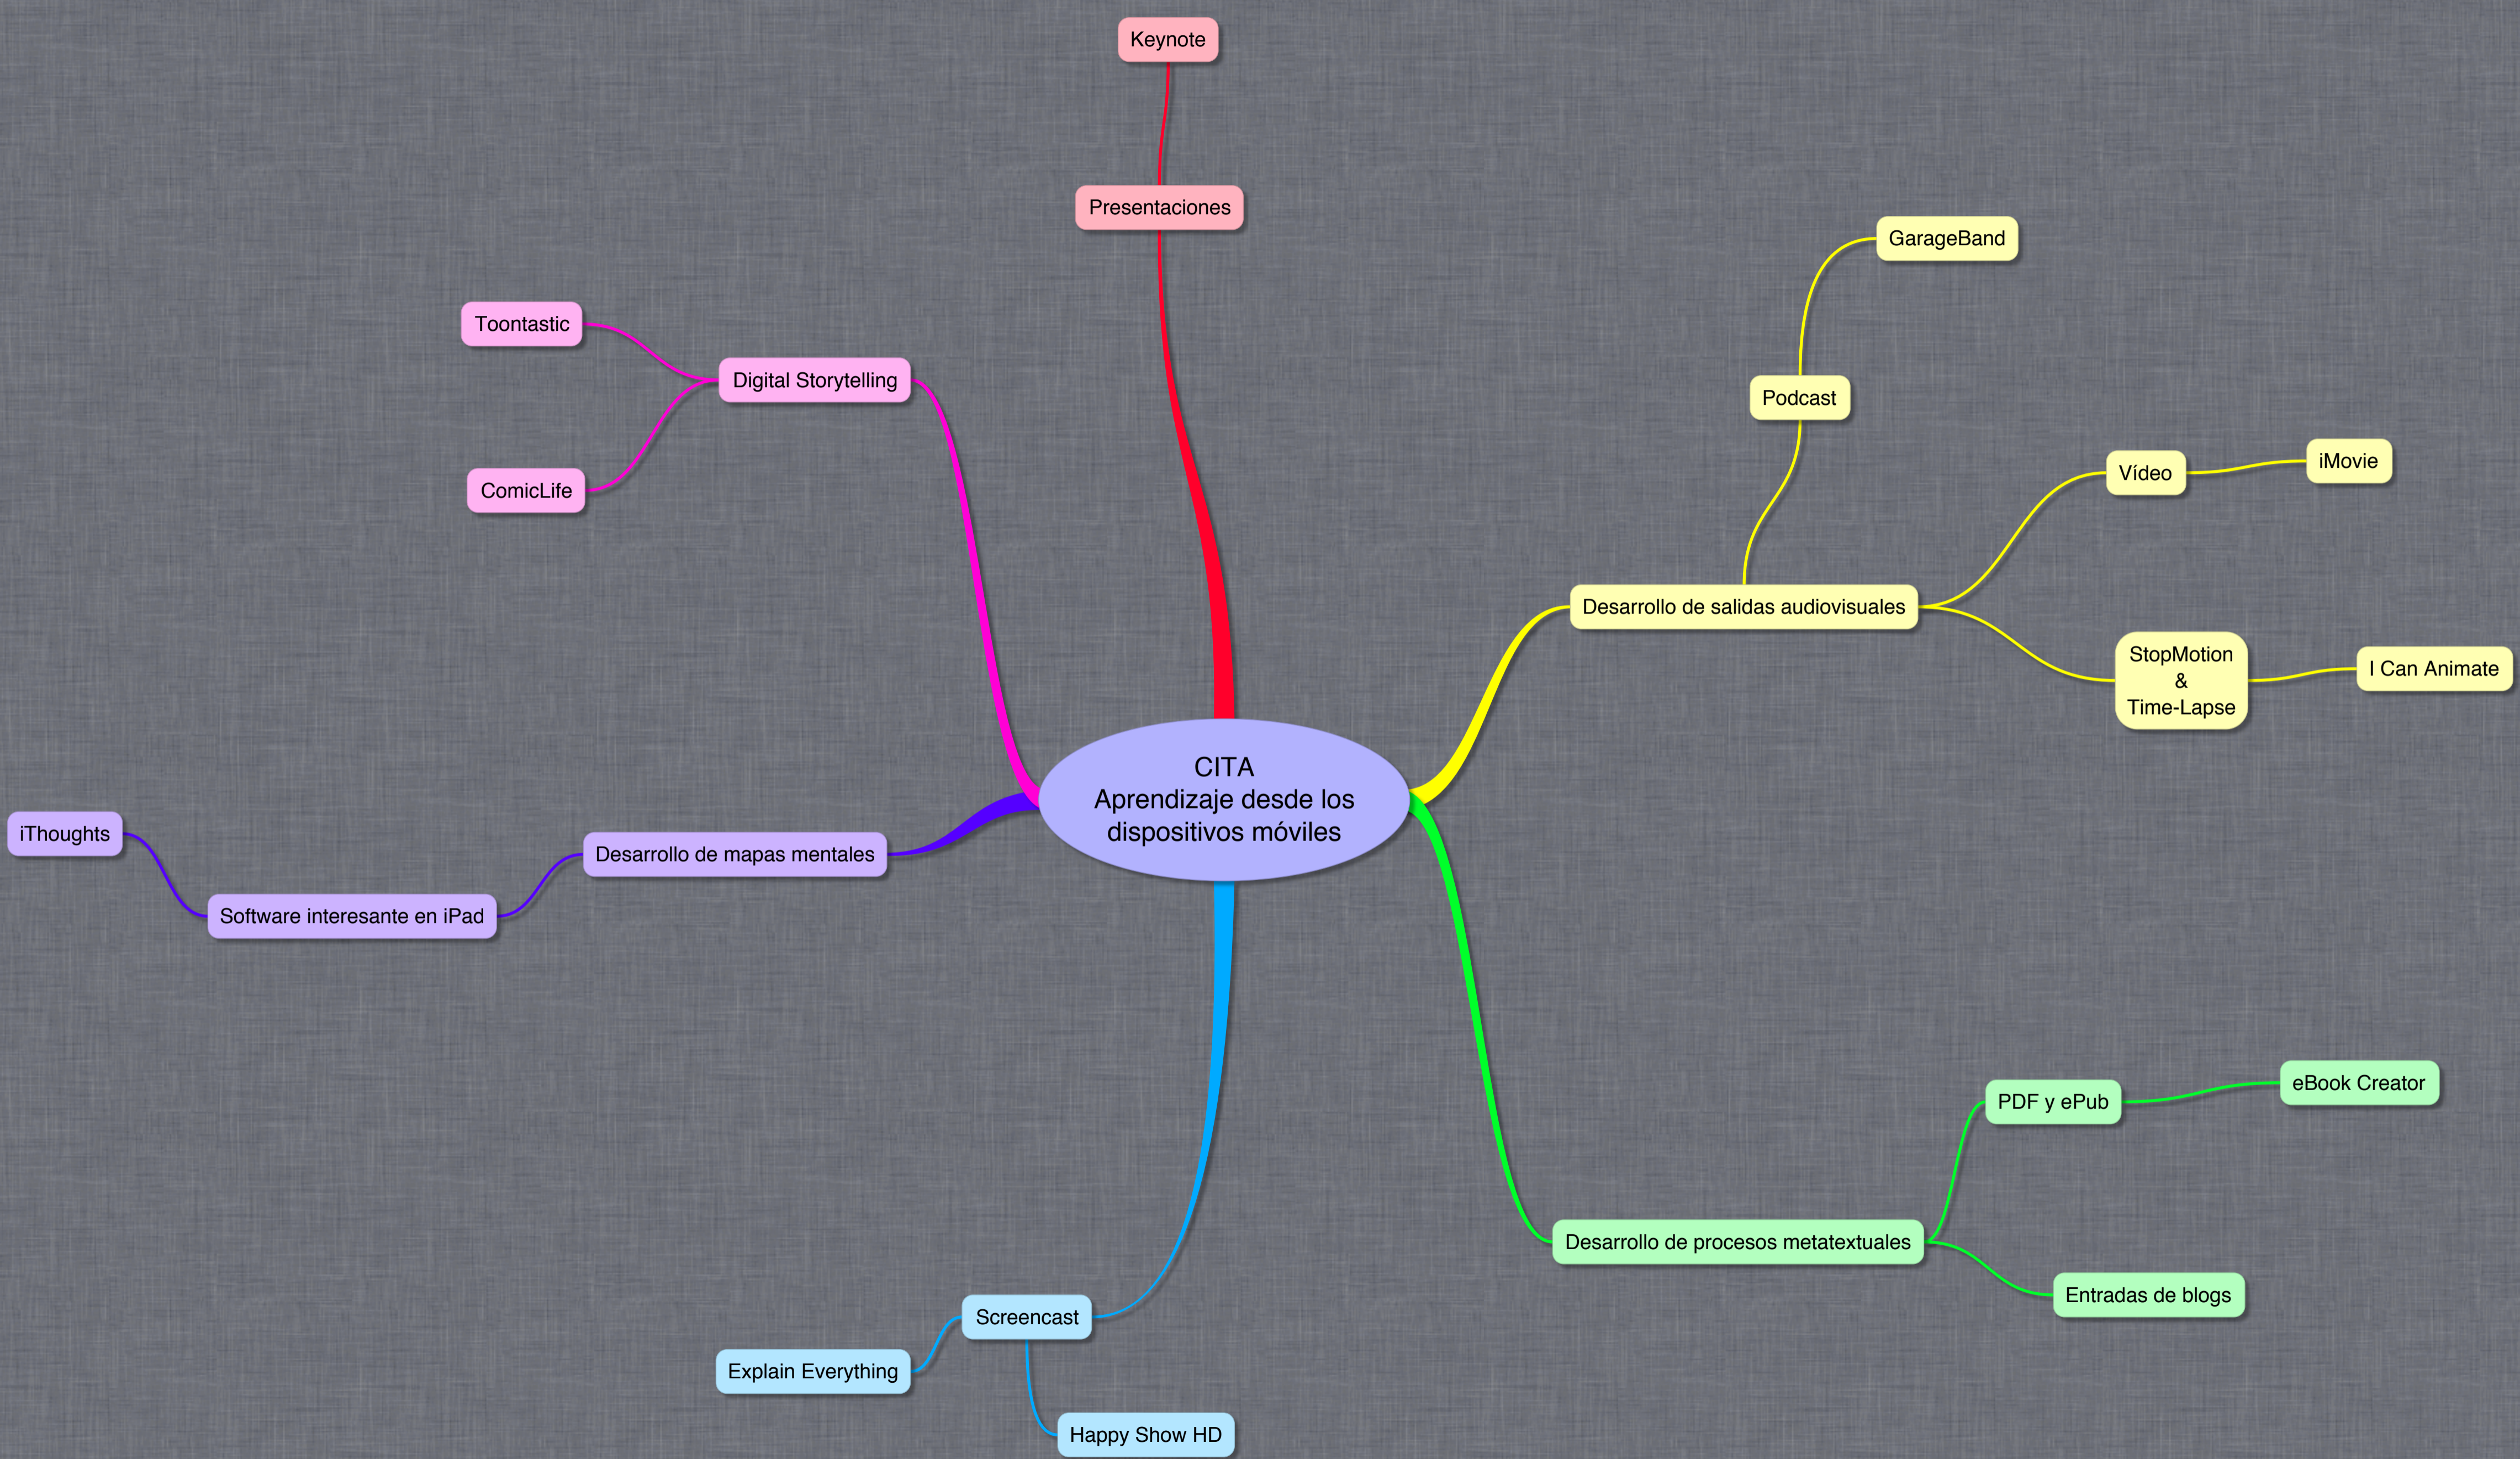 Keynote
Presentaciones
GarageBand
Toontastic
Digital Storytelling
Podcast
iMovie
Vídeo
ComicLife
Desarrollo de salidas audiovisuales
StopMotion
&
Time-Lapse
I Can Animate
CITA
Aprendizaje desde los
dispositivos móviles
iThoughts
Desarrollo de mapas mentales
Software interesante en iPad
eBook Creator
PDF y ePub
Desarrollo de procesos metatextuales
Entradas de blogs
Screencast
Explain Everything
Happy Show HD